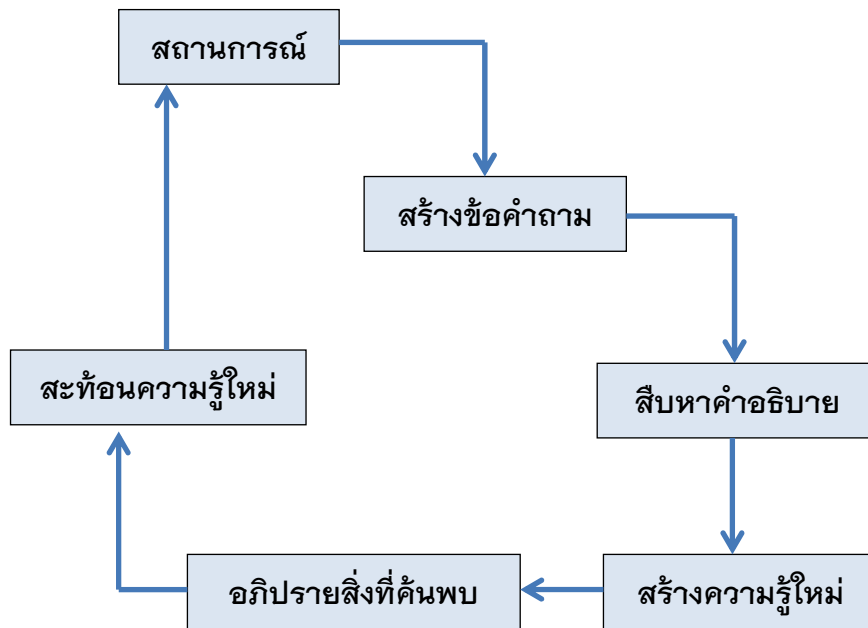 สถานการณ์
สร้างข้อคำถาม
สืบหาคำอธิบาย
สร้างความรู้ใหม่
อภิปรายสิ่งที่ค้นพบ
สะท้อนความรู้ใหม่